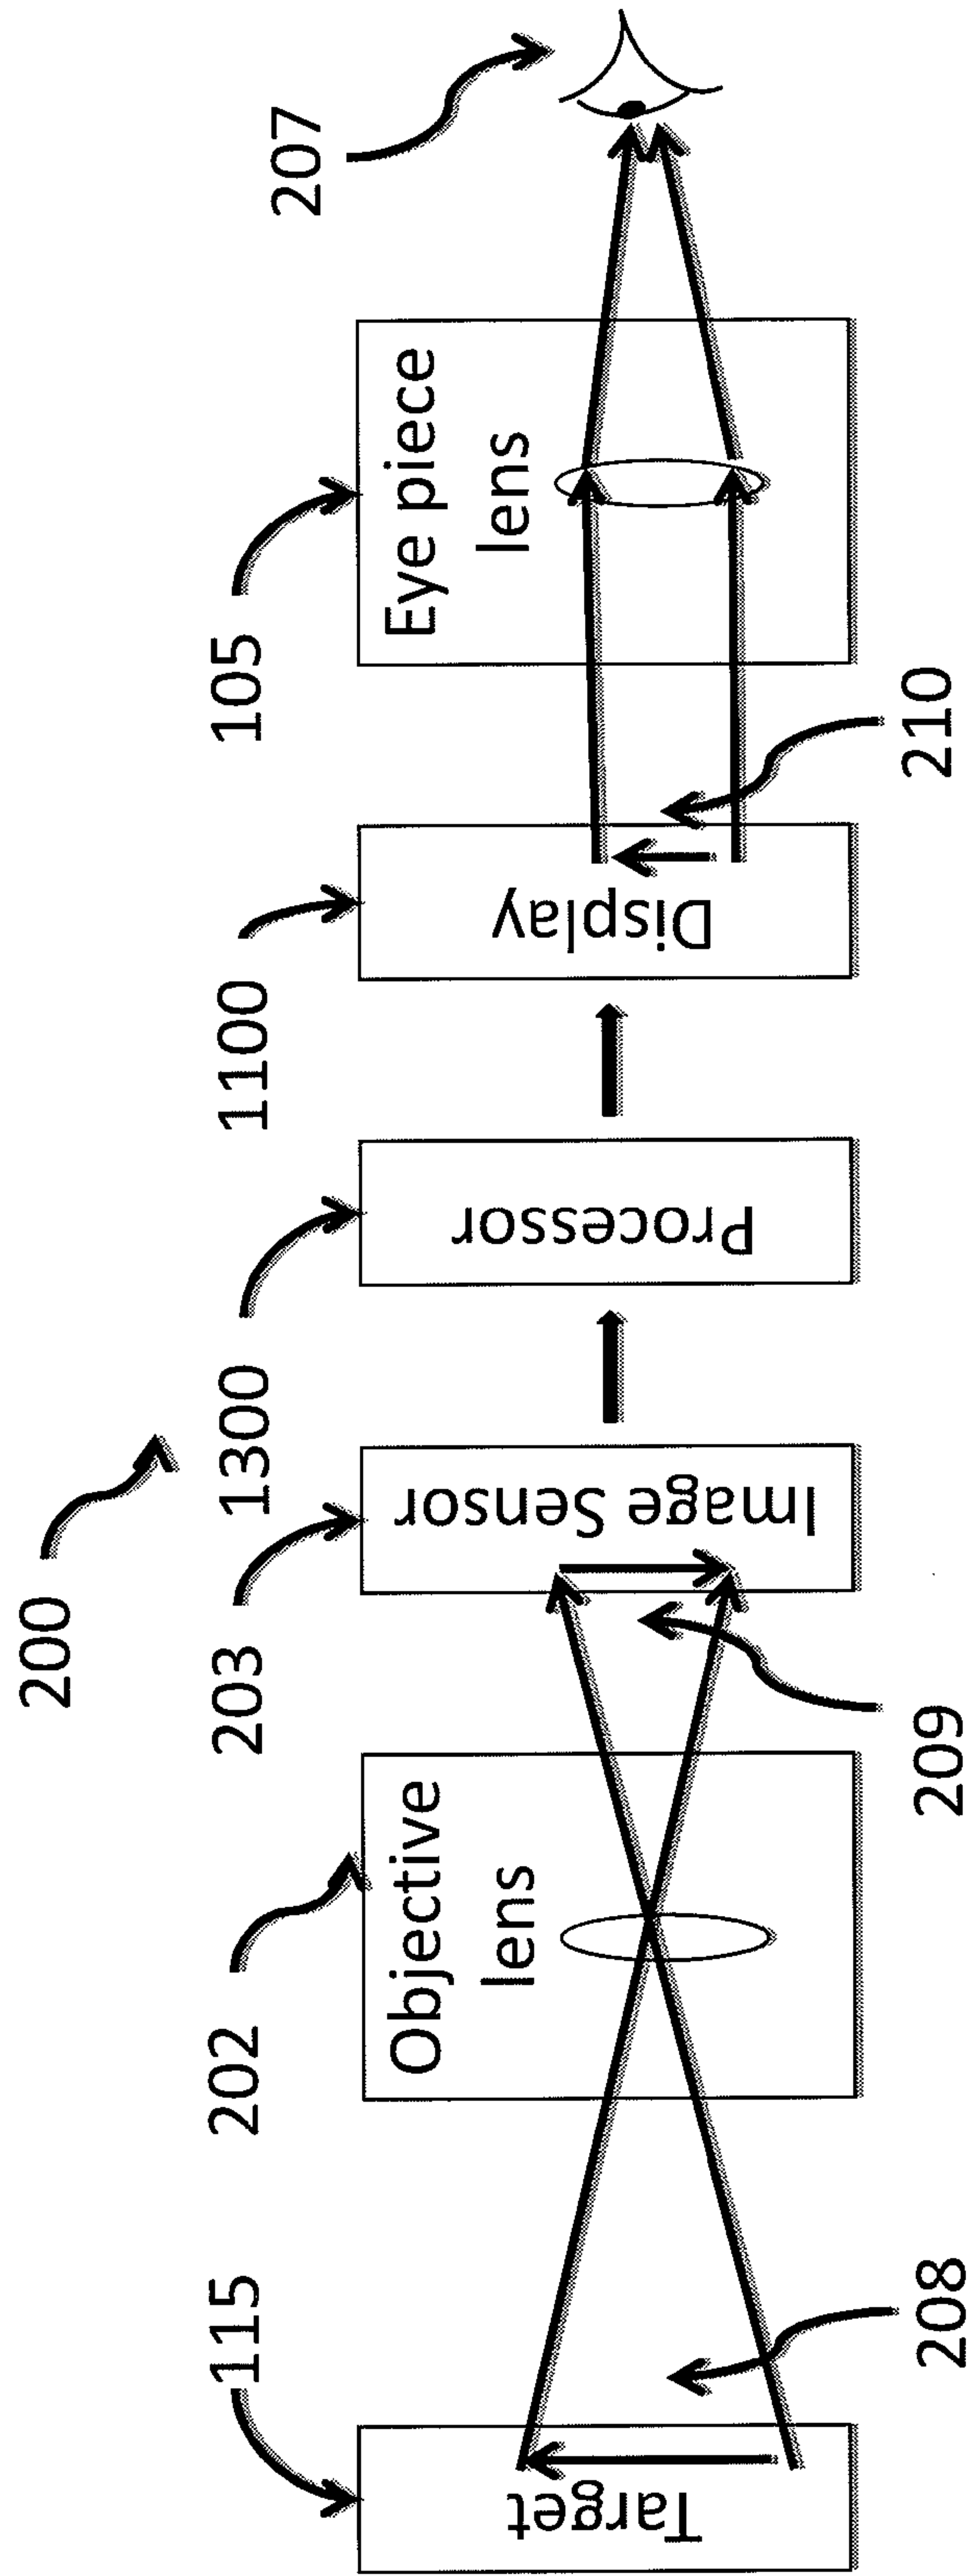 200
115
202
203
1300
1100
105
207
Target
Objective
lens
Image Sensor
Processor
Display
Eye piece
lens
208
209
210